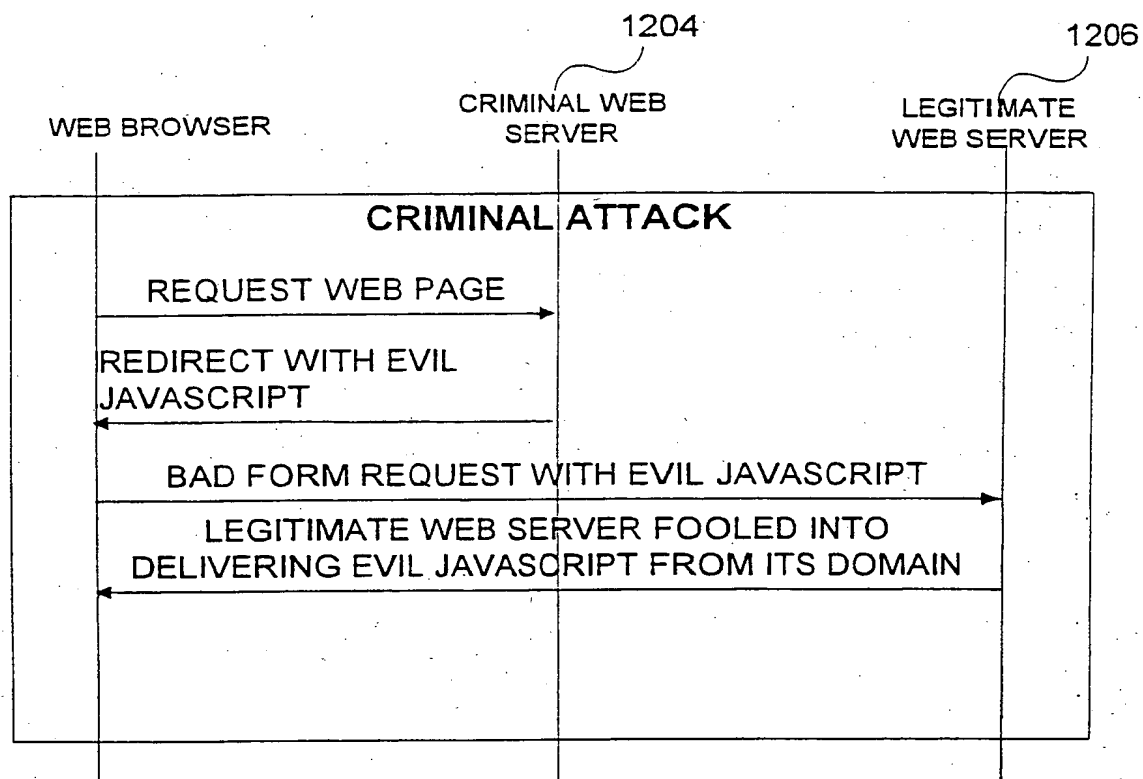 1204
1206
WEB BROWSER
CRIMINAL WEB
SERVER
LEGITIMATE
WEB SERVER
CRIMINAL ATTACK
REQUEST WEB PAGE
REDIRECT WITH EVIL
JAVASCRIPT
BAD FORM REQUEST WITH EVIL JAVASCRIPT
LEGITIMATE WEB SERVER FOOLED INTO
DELIVERING EVIL JAVASCRIPT FROM ITS DOMAIN